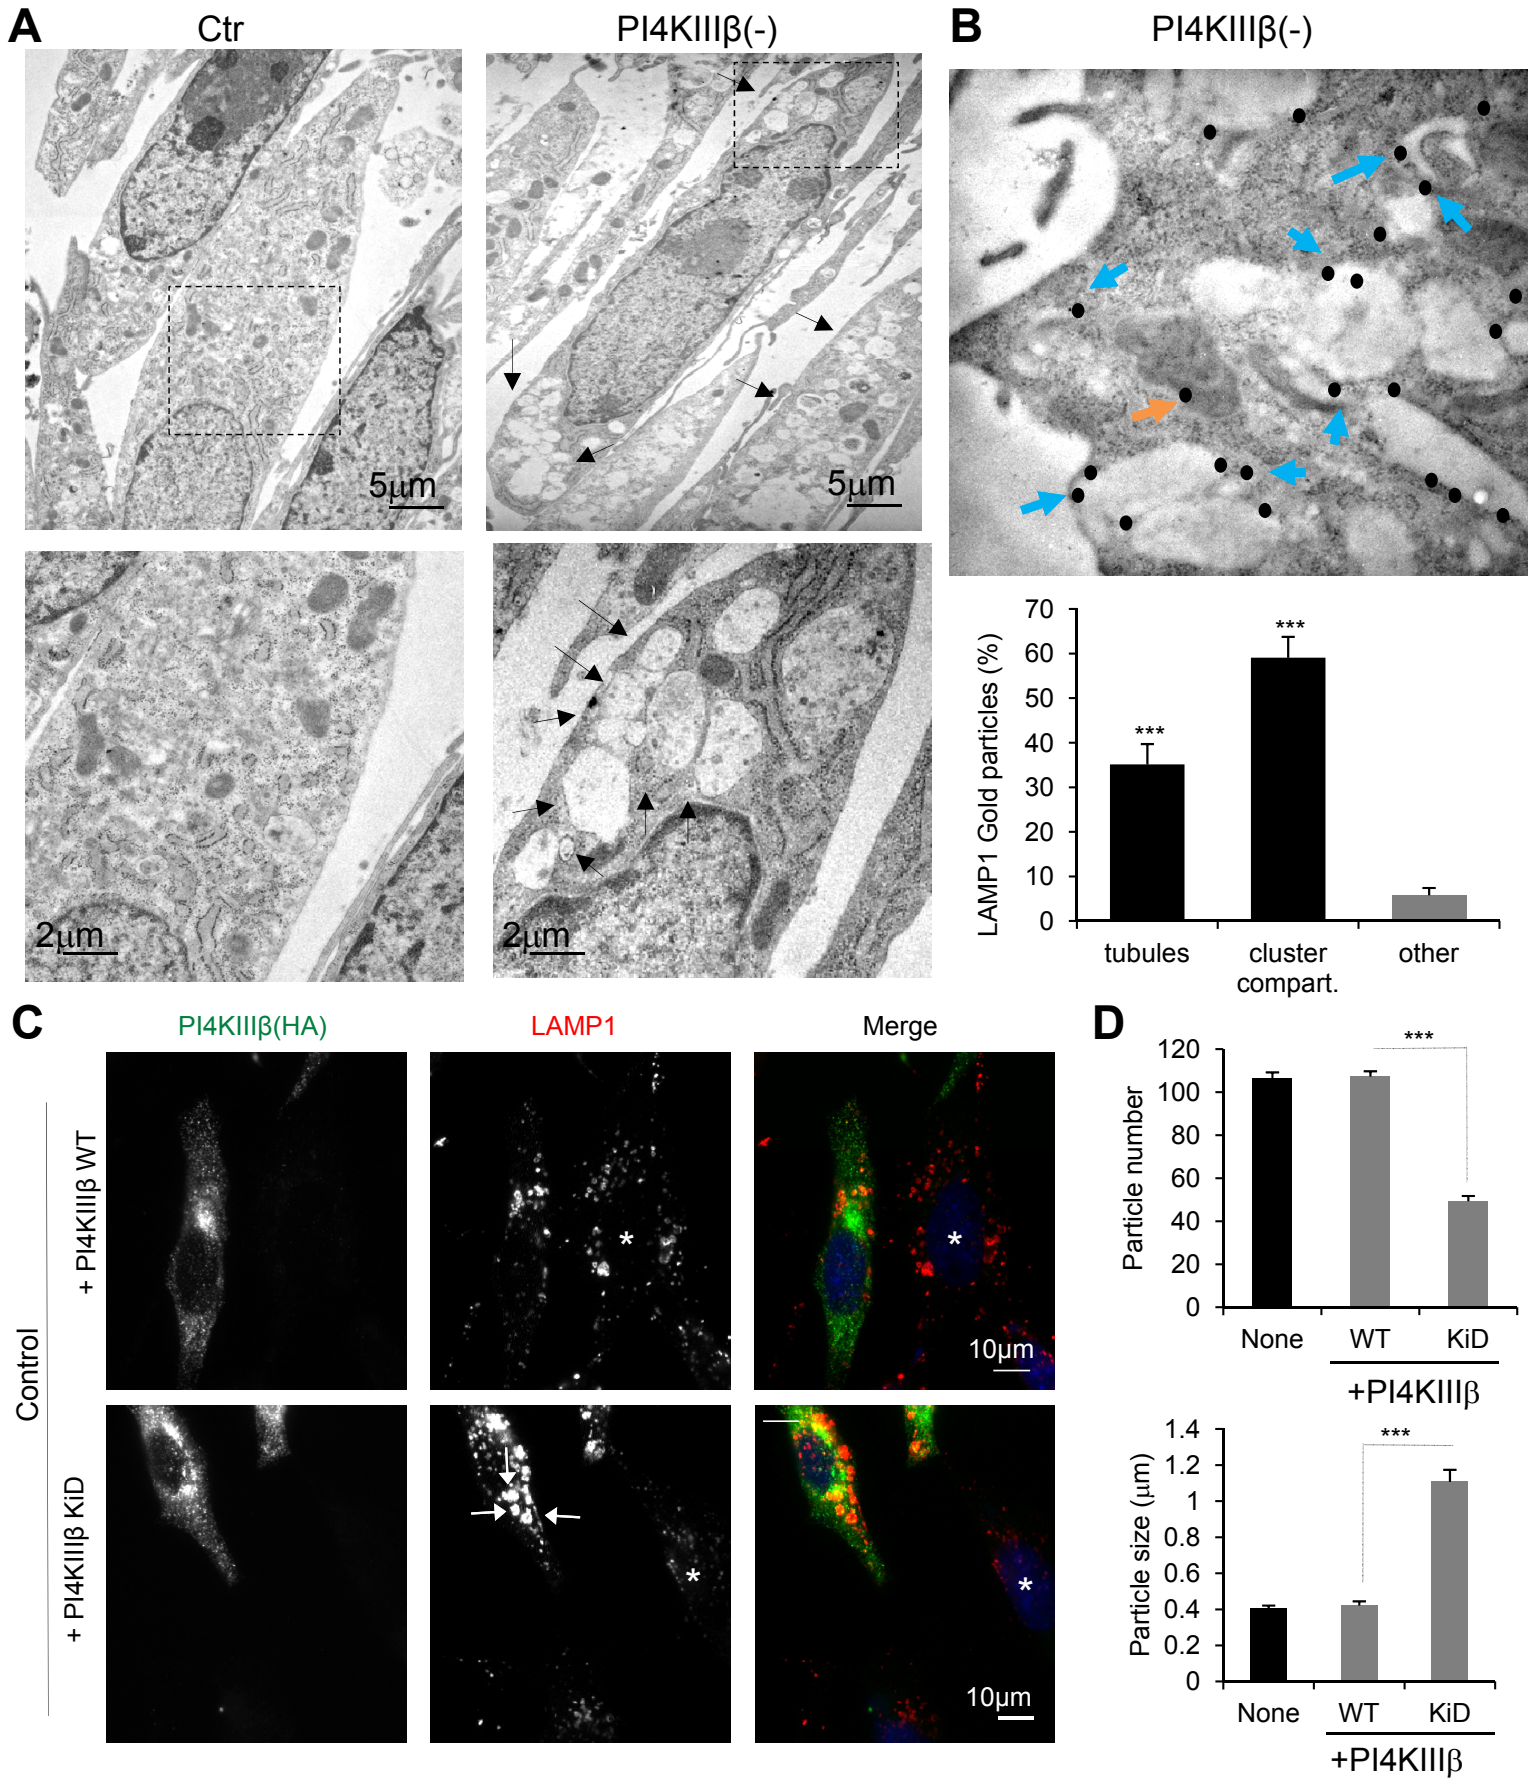 A
Ctr
PI4KIIIβ(-)
5μm
5μm
2μm
2μm
B
PI4KIIIβ(-)
LAMP1 Gold particles (%)
70
60
50
40
30
20
10
0
***
***
tubules
cluster
compart.
other
C
PI4KIIIβ(HA)
LAMP1
Merge
Control
+ PI4KIIIβ WT
*
*
10μm
+ PI4KIIIβ KiD
*
*
10μm
D
Particle number
120
100
80
60
40
20
0
***
None
WT
KiD
+PI4KIIIβ
Particle size (μm)
1.4
1.2
1
0.8
0.6
0.4
0.2
0
***
None
WT
KiD
+PI4KIIIβ